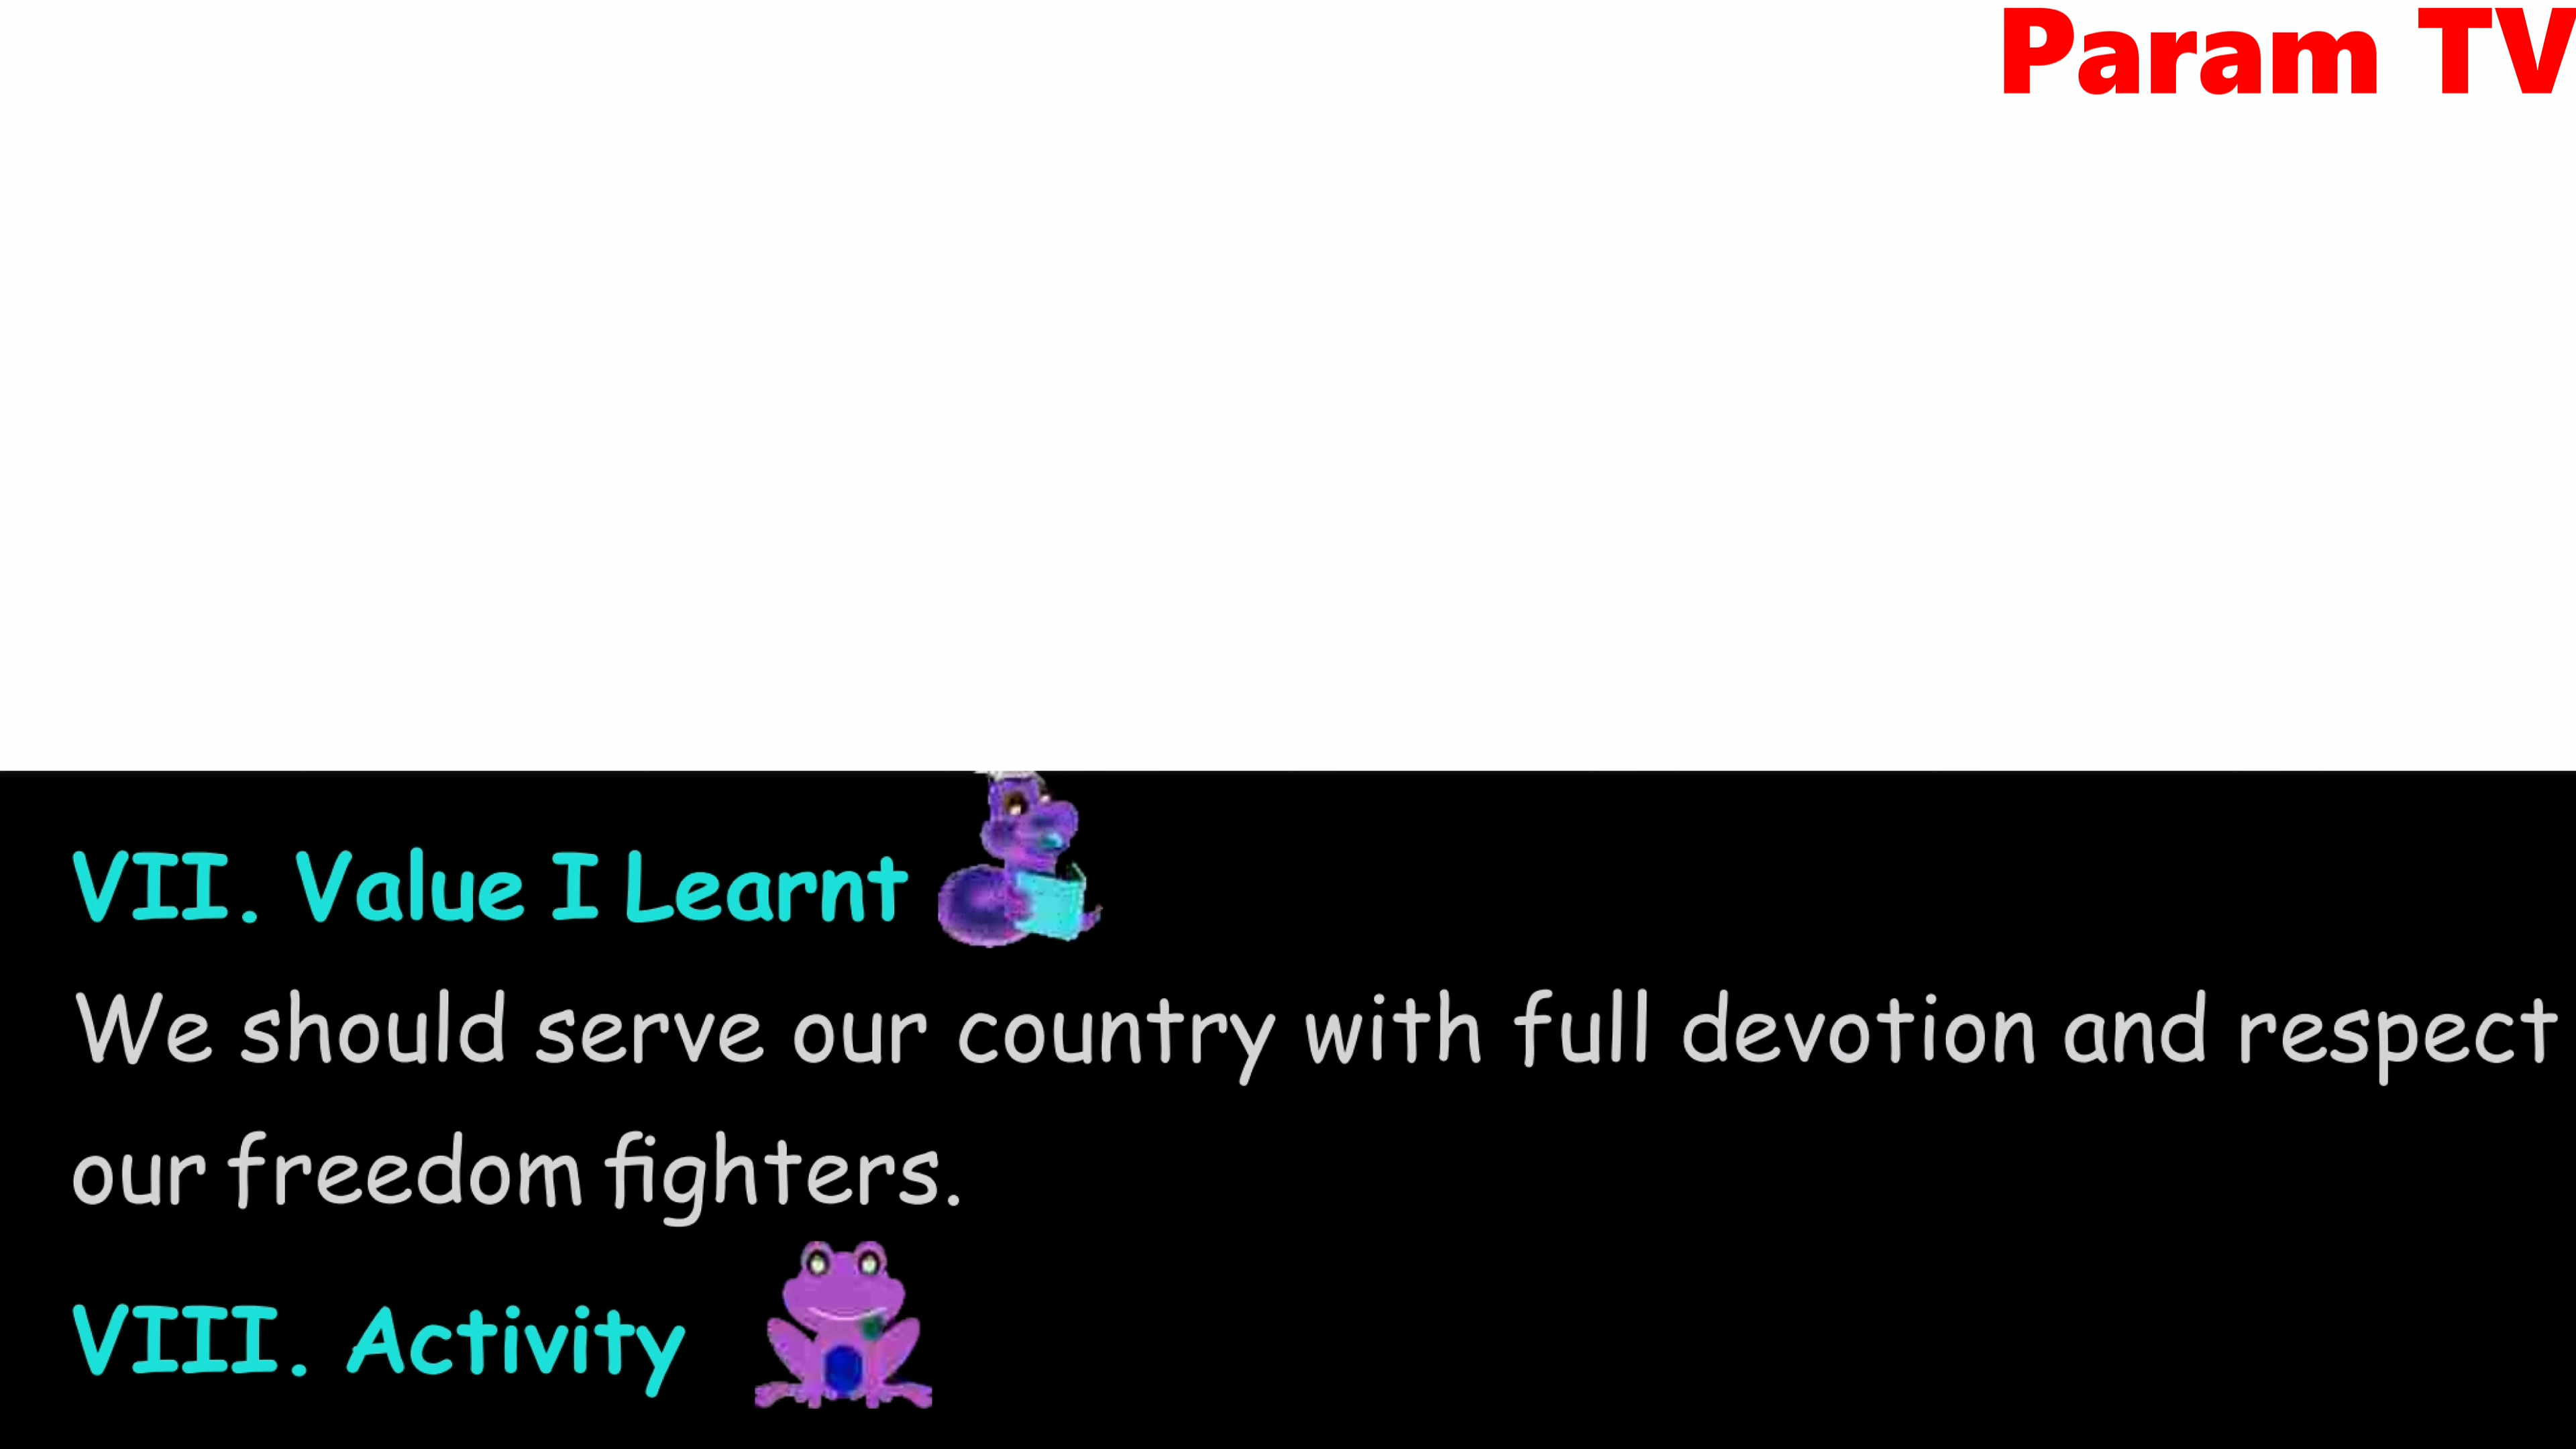 Param TV
VII. Value I Learnt
We should serve our country with full devotion and respect
our freedom fighters.
VIII. Activity